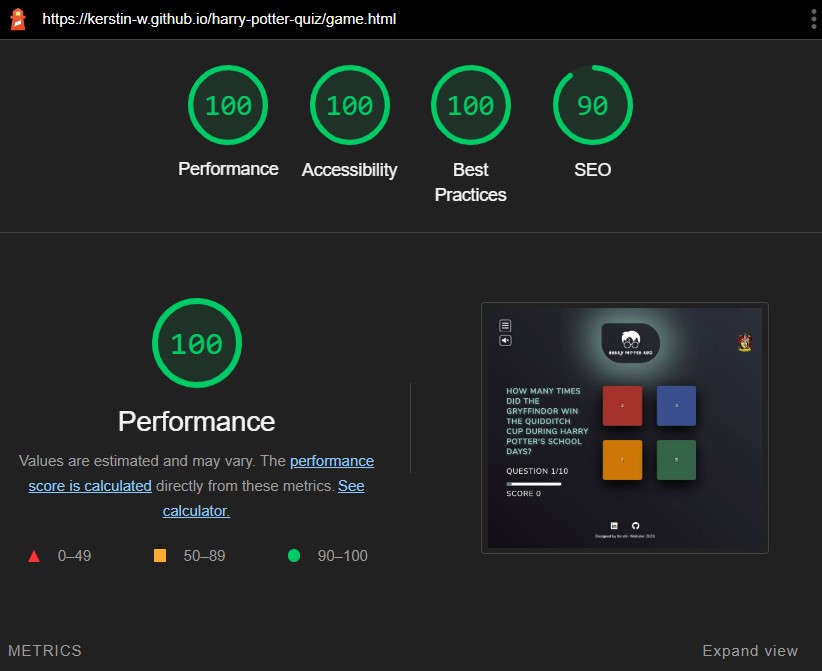 https://kerstin-w.github.io/harry-potter-quiz/game.html
100
100
100
90
Performance
Accessibility
Best
Practices
SEO
100
Performance
Values are estimated and may vary. The performance
score is calculated directly from these metrics. See
calculator.
0–49
50–89
90–100
HARRY POTTER QUIZ
HOW MANY TIMES
DID THE
GRYFFINDOR WIN
THE QUIDDITCH
CUP DURING HARRY
POTTER'S SCHOOL
DAYS?
QUESTION 1/10
SCORE 0
METRICS
Expand view